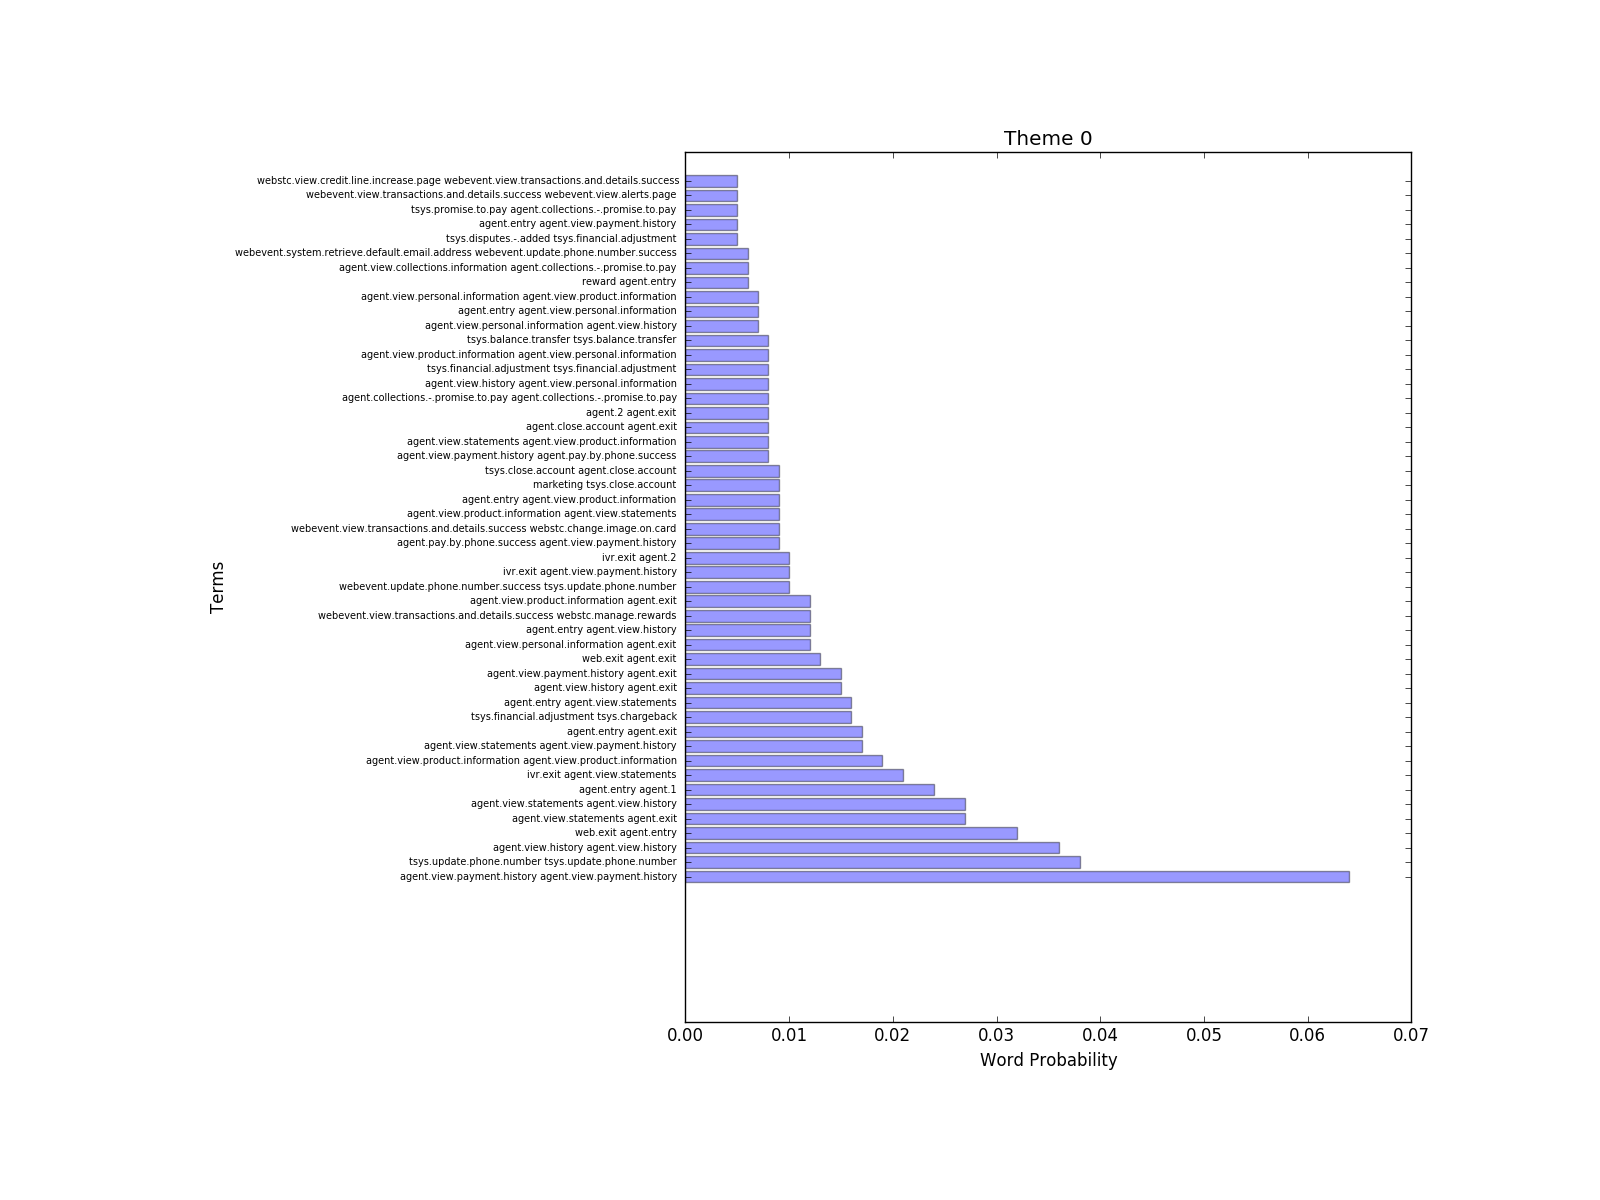 Theme 0
webstc.view.credit.line.increase.page webevent.view.transactions.and.details.success
webevent.view.transactions.and.details.success webevent.view.alerts.page
tsys.promise.to.pay agent.collections.-.promise.to.pay
agent.entry agent.view.payment.history
tsys.disputes.-.added tsys.financial.adjustment
webevent.system.retrieve.default.email.address webevent.update.phone.number.success
agent.view.collections.information agent.collections.-.promise.to.pay
reward agent.entry
agent.view.personal.information agent.view.product.information
agent.entry agent.view.personal.information
agent.view.personal.information agent.view.history
tsys.balance.transfer tsys.balance.transfer
agent.view.product.information agent.view.personal.information
tsys.financial.adjustment tsys.financial.adjustment
agent.view.history agent.view.personal.information
agent.collections.-.promise.to.pay agent.collections.-.promise.to.pay
agent.2 agent.exit
agent.close.account agent.exit
agent.view.statements agent.view.product.information
agent.view.payment.history agent.pay.by.phone.success
tsys.close.account agent.close.account
marketing tsys.close.account
agent.entry agent.view.product.information
agent.view.product.information agent.view.statements
webevent.view.transactions.and.details.success webstc.change.image.on.card
agent.pay.by.phone.success agent.view.payment.history
ivr.exit agent.2
ivr.exit agent.view.payment.history
webevent.update.phone.number.success tsys.update.phone.number
agent.view.product.information agent.exit
webevent.view.transactions.and.details.success webstc.manage.rewards
agent.entry agent.view.history
agent.view.personal.information agent.exit
web.exit agent.exit
agent.view.payment.history agent.exit
agent.view.history agent.exit
agent.entry agent.view.statements
tsys.financial.adjustment tsys.chargeback
agent.entry agent.exit
agent.view.statements agent.view.payment.history
agent.view.product.information agent.view.product.information
ivr.exit agent.view.statements
agent.entry agent.1
agent.view.statements agent.view.history
agent.view.statements agent.exit
web.exit agent.entry
agent.view.history agent.view.history
tsys.update.phone.number tsys.update.phone.number
agent.view.payment.history agent.view.payment.history
Terms
0.00 0.01 0.02 0.03 0.04 0.05 0.06 0.07
Word Probability